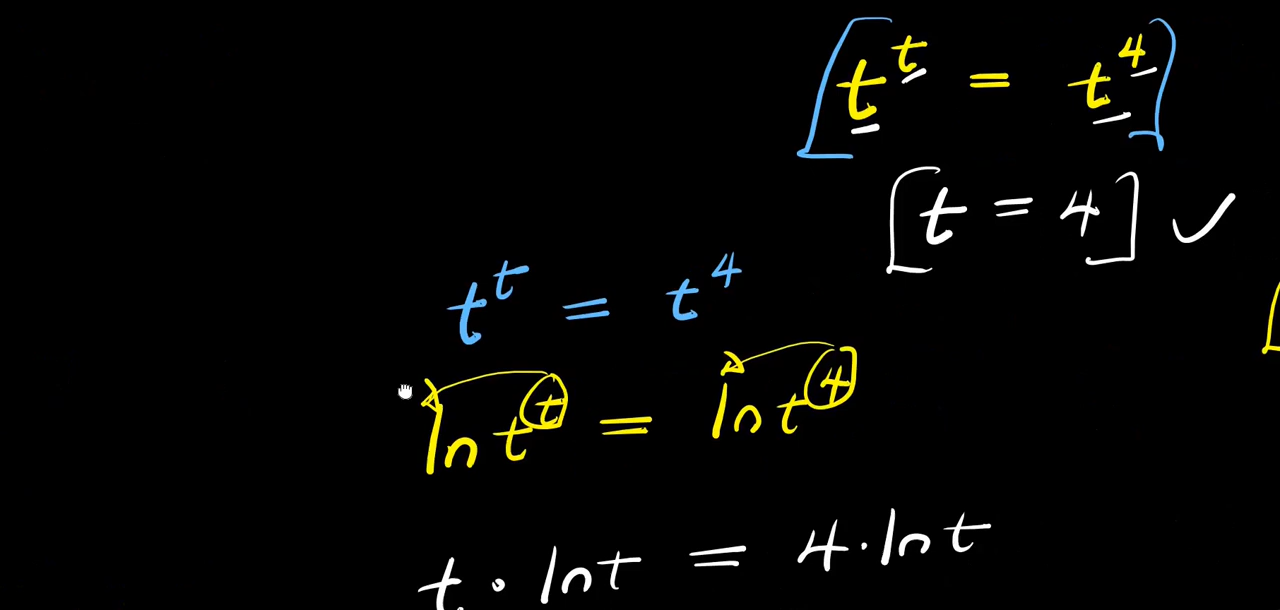 [t^t = t^4]
[t = 4] ✓
t^t = t^4
ln t^t = ln t^4
t · ln t = 4 · ln t